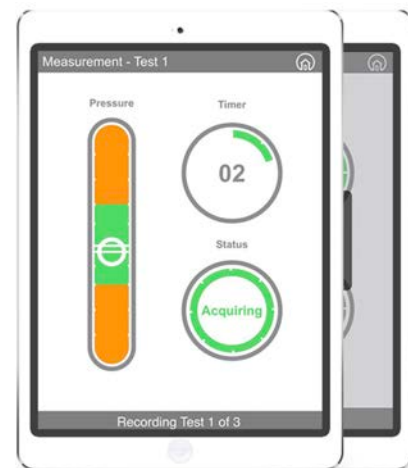 Measurement - Test 1
Pressure
Timer
02
Status
Acquiring
Recording Test 1 of 3